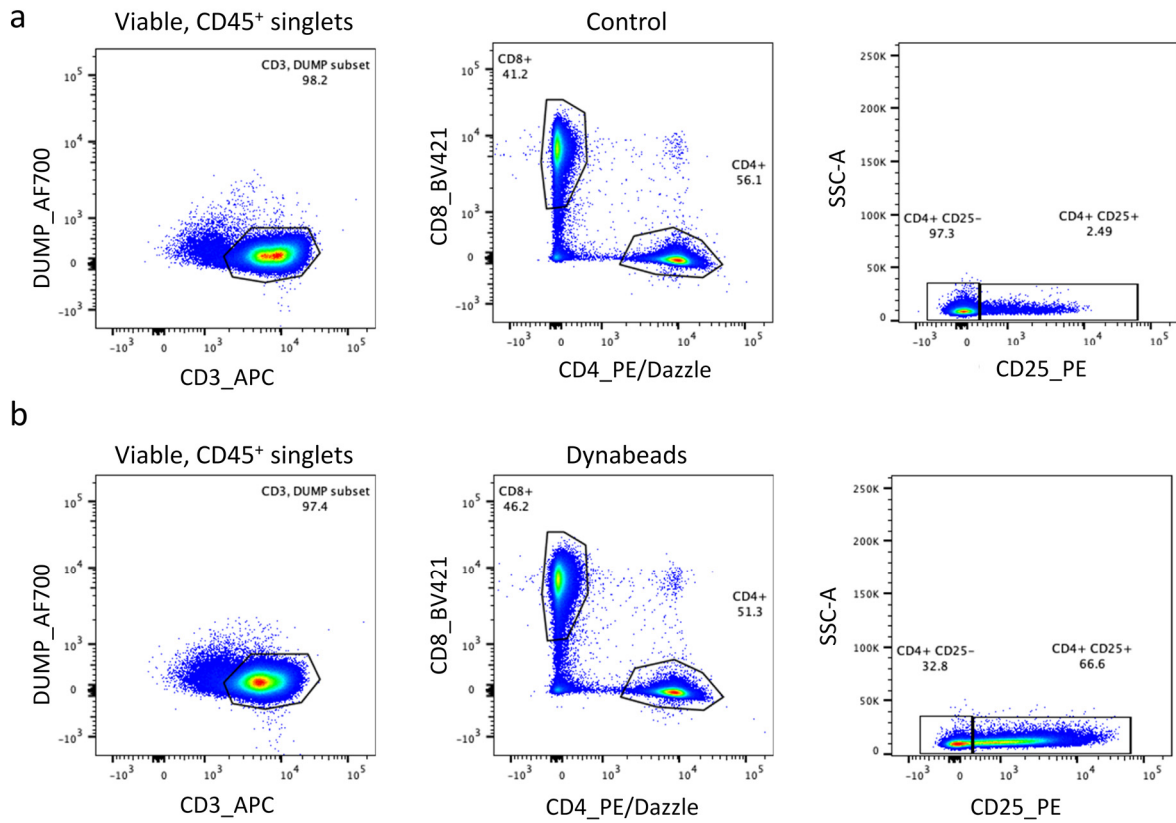 a
Viable, CD45⁺ singlets
CD3, DUMP subset
98.2
10⁵
10⁴
10³
0
-10³
DUMP_AF700
-10³ 0 10³ 10⁴ 10⁵
CD3_APC
Control
CD8+
41.2
CD4+
56.1
10⁵
10⁴
10³
0
-10³
CD8_BV421
-10³ 0 10³ 10⁴ 10⁵
CD4_PE/Dazzle
250K
200K
150K
100K
50K
0
SSC-A
CD4+ CD25-
97.3
CD4+ CD25+
2.49
-10³ 0 10³ 10⁴ 10⁵
CD25_PE
b
Viable, CD45⁺ singlets
CD3, DUMP subset
97.4
10⁵
10⁴
10³
0
-10³
DUMP_AF700
-10³ 0 10³ 10⁴ 10⁵
CD3_APC
Dynabeads
CD8+
46.2
CD4+
51.3
10⁵
10⁴
10³
0
-10³
CD8_BV421
-10³ 0 10³ 10⁴ 10⁵
CD4_PE/Dazzle
250K
200K
150K
100K
50K
0
SSC-A
CD4+ CD25-
32.8
CD4+ CD25+
66.6
-10³ 0 10³ 10⁴ 10⁵
CD25_PE